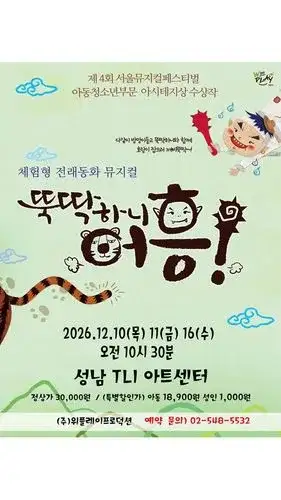 제 4회 서울뮤지컬페스티벌
아동청소년부문 아시테지상 수상작
체험형 전래동화 뮤지컬
뚝딱하니 어흥!
2026.12.10(목) 11(금) 16(수)
오전 10시 30분
성남 TLI 아트센터
정상가 30,000원 / (특별할인가) 아동 18,900원 성인 1,000원
(주)위플레이프로덕션 예약 문의) 02-548-5532